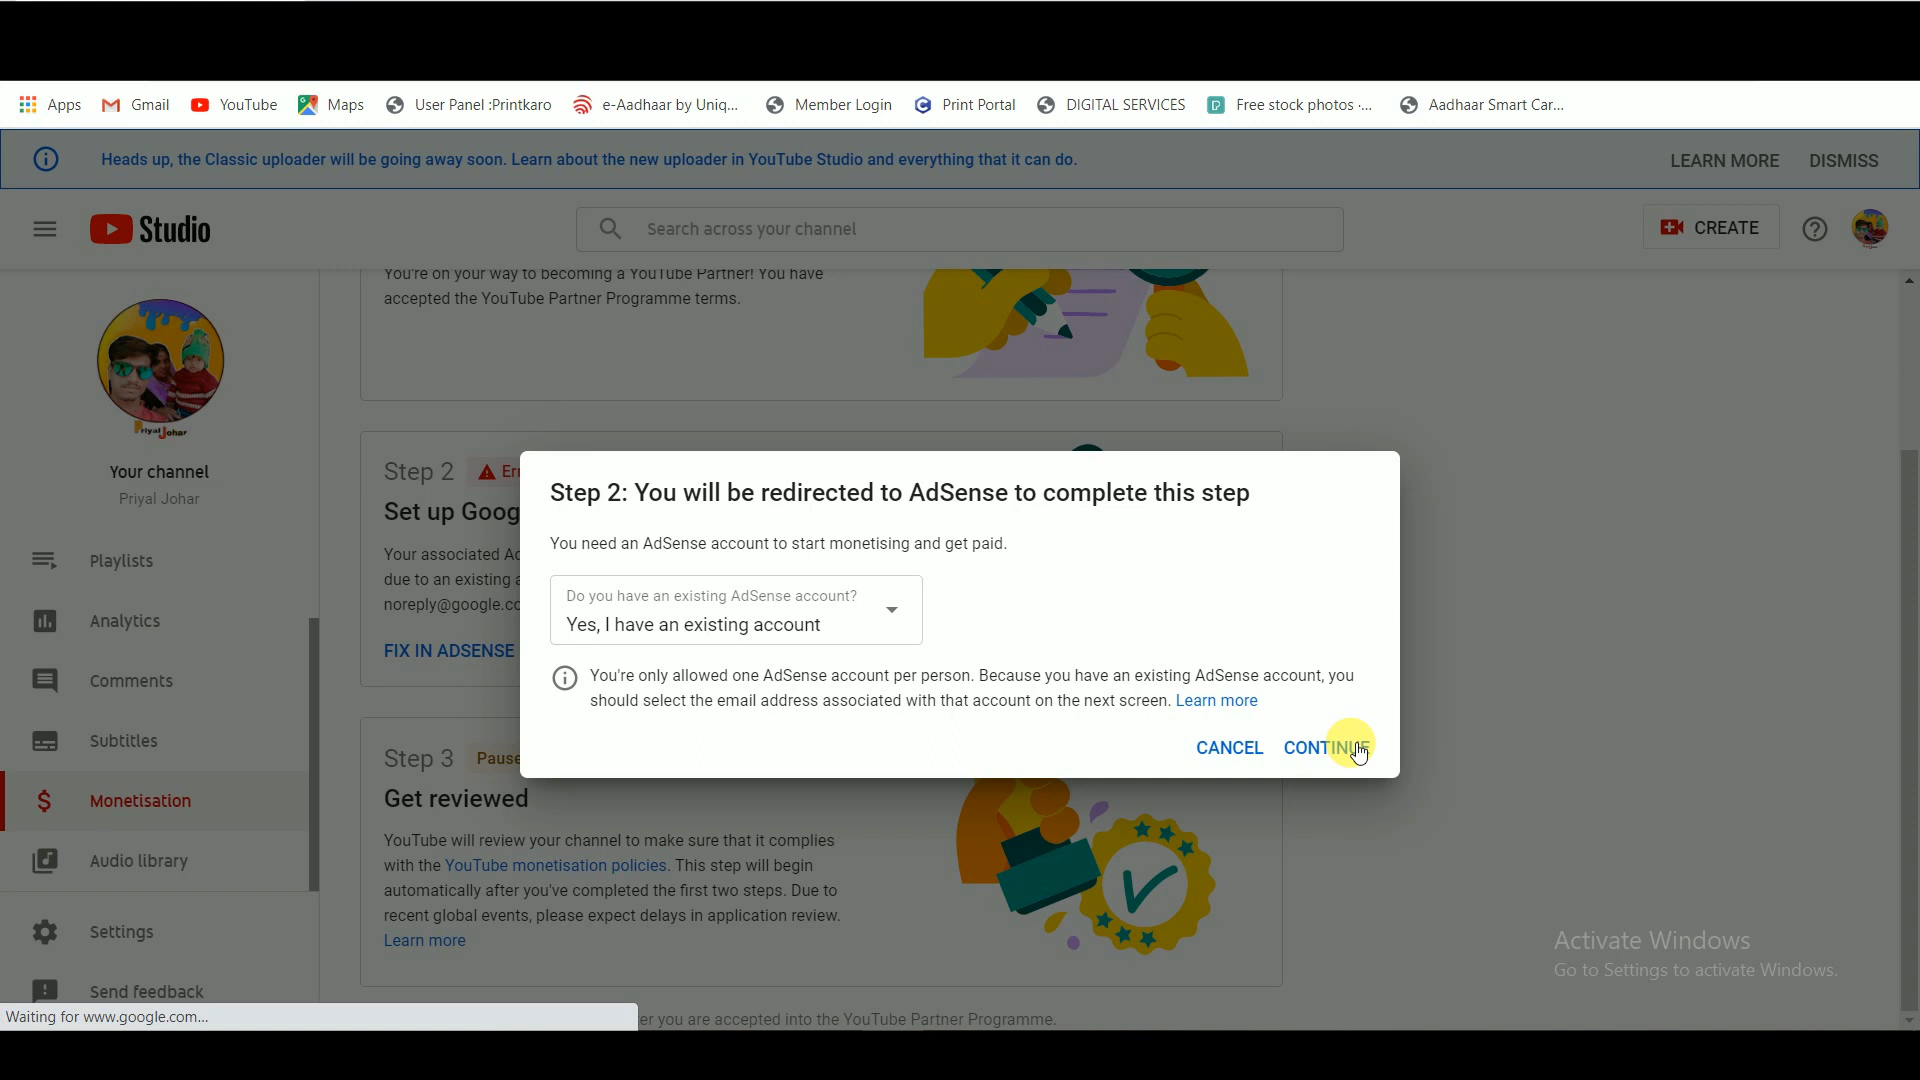 Apps Gmail YouTube Maps User Panel :Printkaro e-Aadhaar by Uniq... Member Login Print Portal DIGITAL SERVICES Free stock photos ·... Aadhaar Smart Car...
Heads up, the Classic uploader will be going away soon. Learn about the new uploader in YouTube Studio and everything that it can do. LEARN MORE DISMISS
Studio Search across your channel CREATE
You're on your way to becoming a YouTube Partner! You have
accepted the YouTube Partner Programme terms.
Priyal Johar
Your channel
Priyal Johar
Playlists
Analytics
Comments
Subtitles
Monetisation
Audio library
Settings
Send feedback
Step 2
Set up Goog
Your associated
due to an existing
noreply@google.co
FIX IN ADSENSE
Step 2: You will be redirected to AdSense to complete this step
You need an AdSense account to start monetising and get paid.
Do you have an existing AdSense account?
Yes, I have an existing account
You're only allowed one AdSense account per person. Because you have an existing AdSense account, you
should select the email address associated with that account on the next screen. Learn more
CANCEL CONTINUE
Step 3 Pause
Get reviewed
YouTube will review your channel to make sure that it complies
with the YouTube monetisation policies. This step will begin
automatically after you've completed the first two steps. Due to
recent global events, please expect delays in application review.
Learn more
er you are accepted into the YouTube Partner Programme.
Activate Windows
Go to Settings to activate Windows.
Waiting for www.google.com...